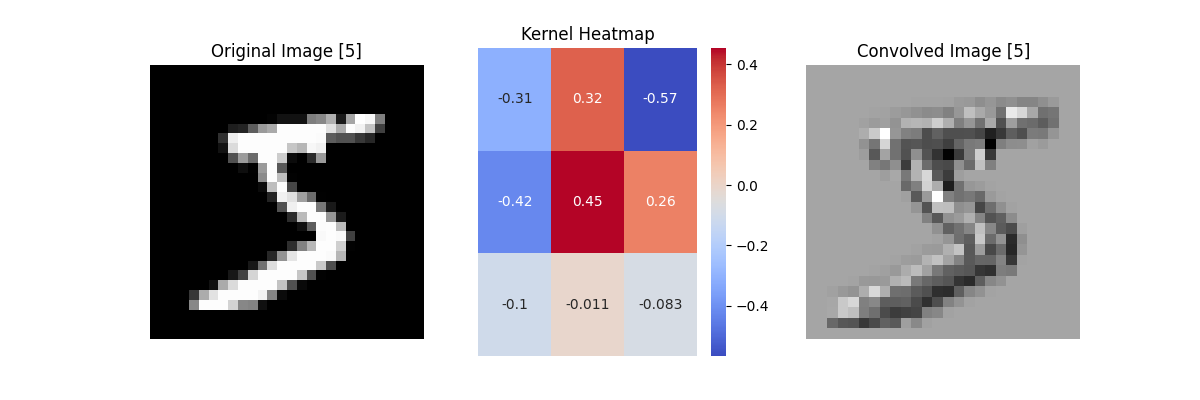 Original Image [5]
Kernel Heatmap
Convolved Image [5]
-0.31 0.32 -0.57
-0.42 0.45 0.26
-0.1 -0.011 -0.083
0.4
0.2
0.0
−0.2
−0.4